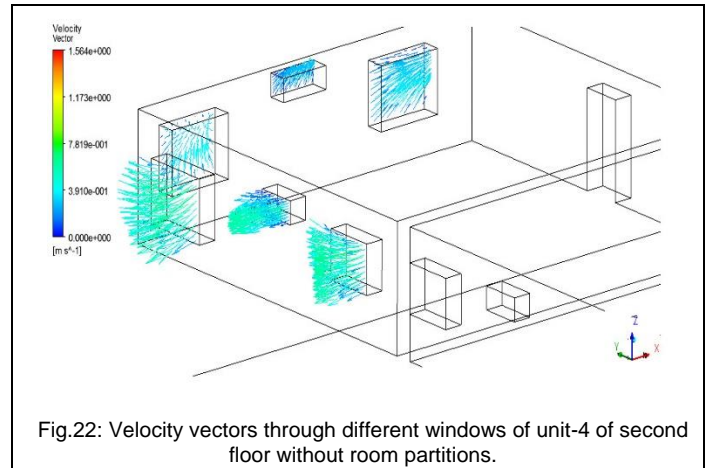 Velocity
Vector
1.564e+000
1.173e+000
7.819e-001
3.910e-001
0.000e+000
[m s^-1]
Z
Y
X
Fig.22: Velocity vectors through different windows of unit-4 of second
floor without room partitions.